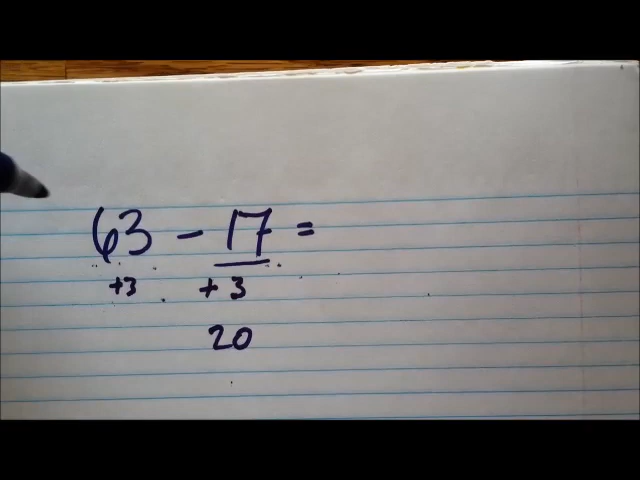 63 - 17 =
+3 + 3
20